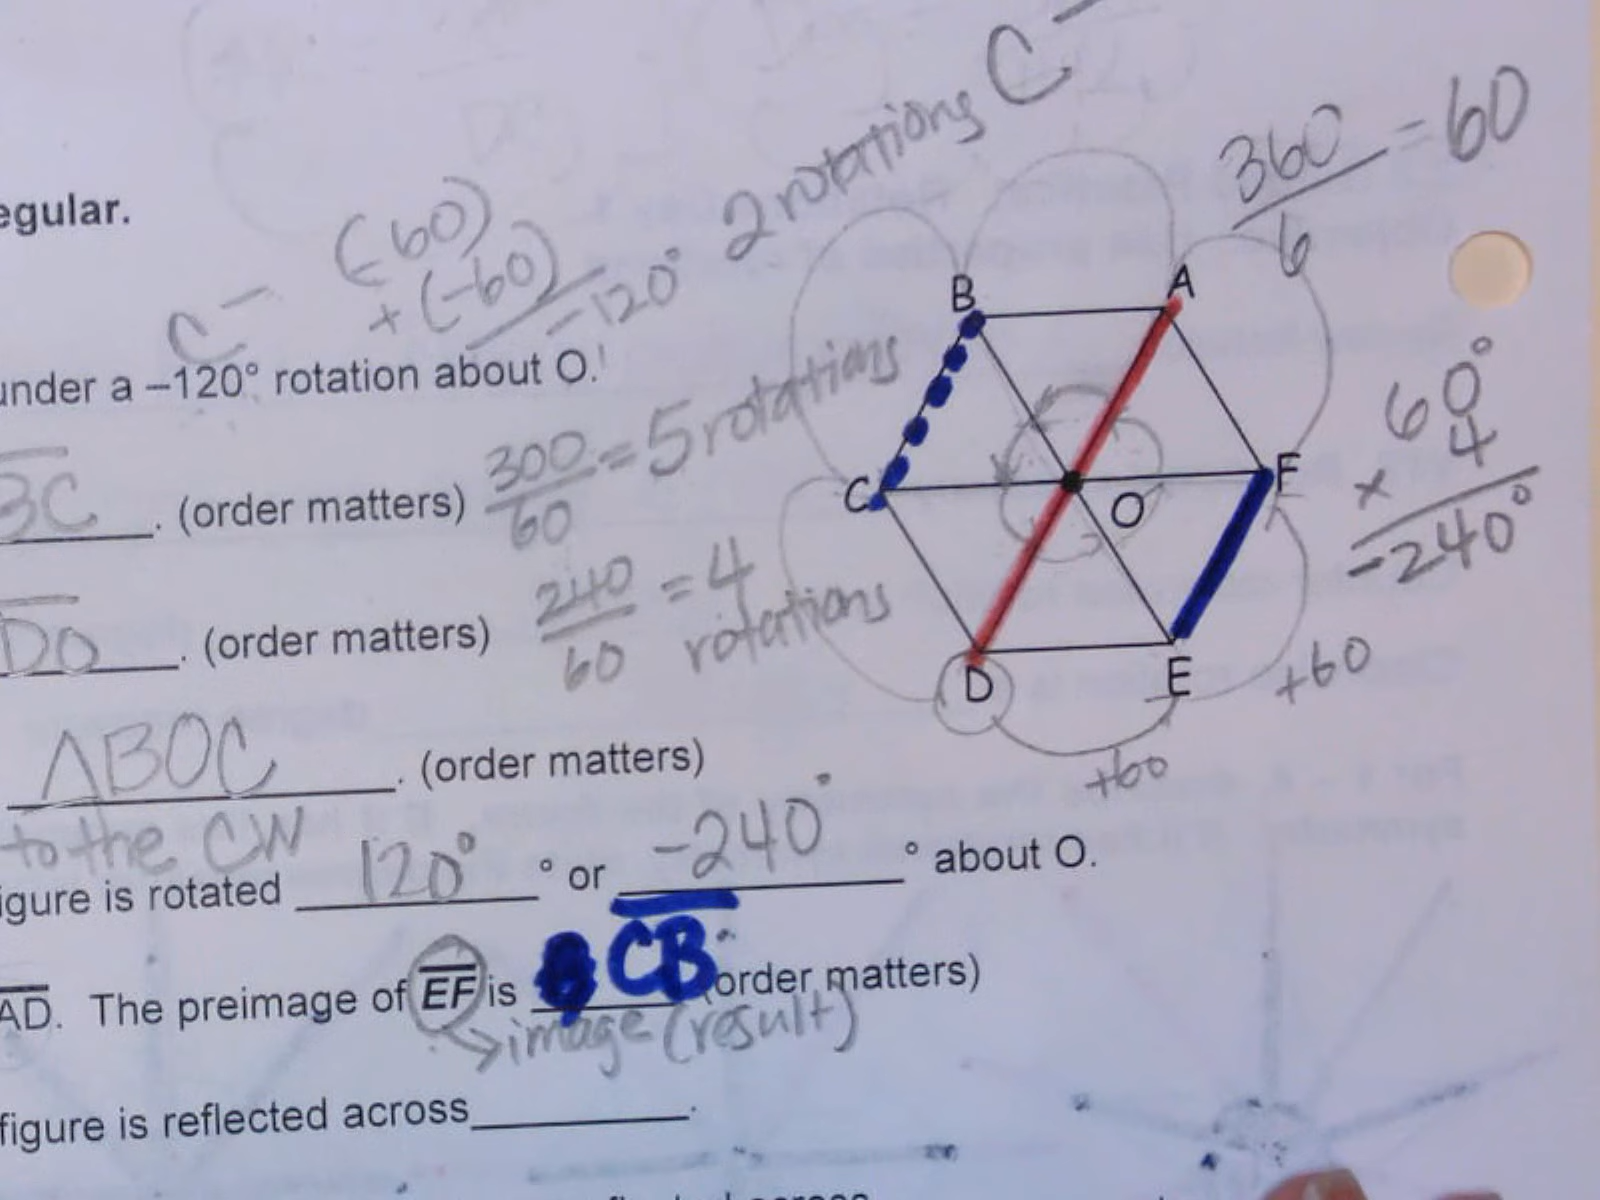 egular.
(-60)
+(-60)
-120°
2 rotations C-
360/6 = 60
C-
under a –120° rotation about O.
BC . (order matters)
300/60 = 5 rotations
DO . (order matters)
240/60 = 4 rotations
ΔBOC . (order matters)
to the CW
igure is rotated 120° ° or -240° ° about O.
AD. The preimage of EF is CB (order matters)
image (result)
figure is reflected across .
B
A
C
F
O
D
E
60°
x 4
-240°
+60
+60